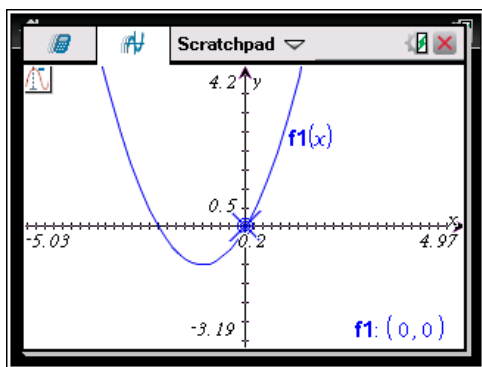 Scratchpad
4.2 y
f1(x)
0.5
x
-5.03 0.2 4.97
-3.19 f1: (0,0)